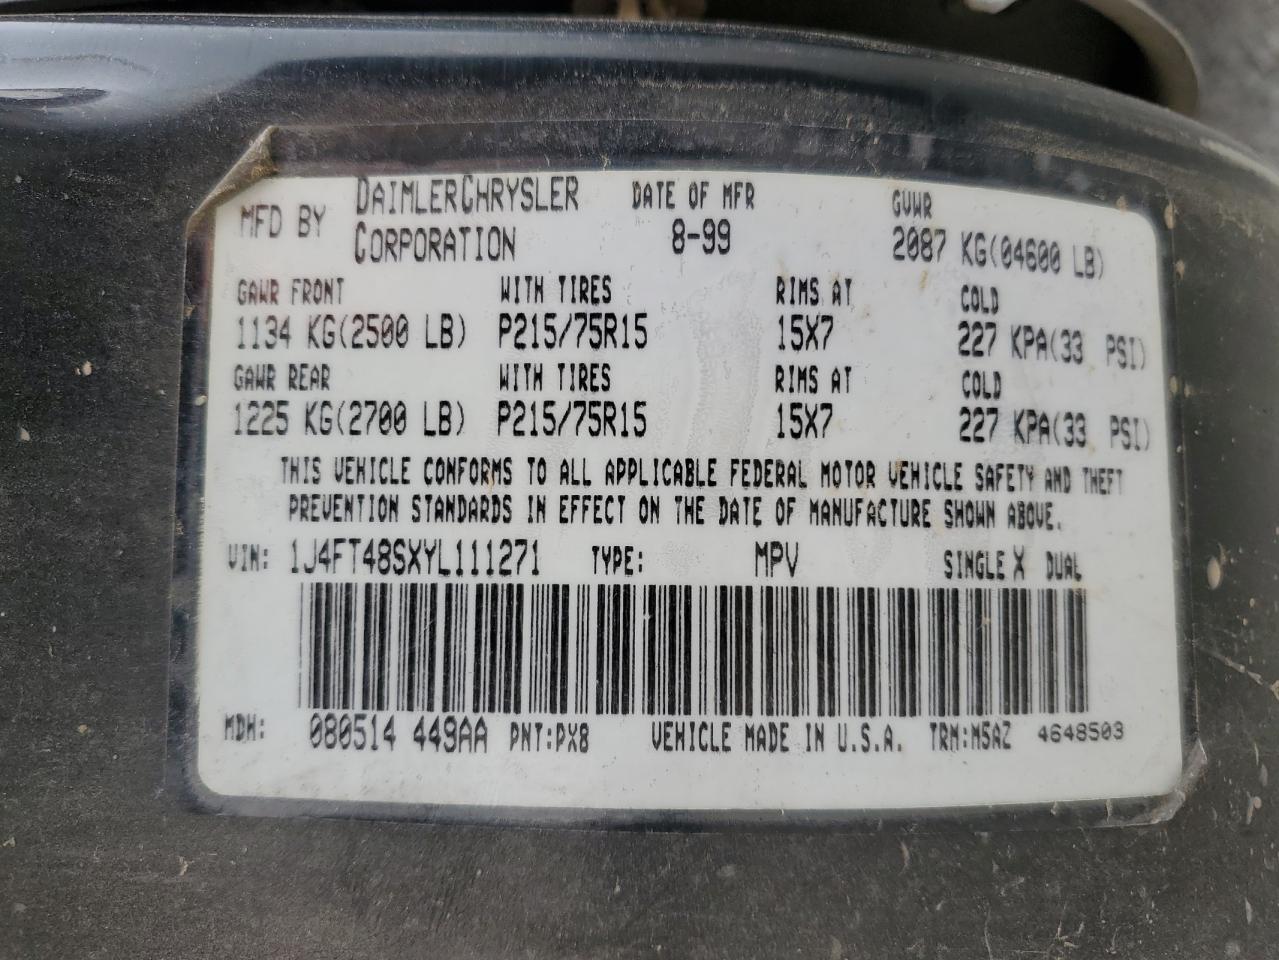 MFD BY DAIMLERCHRYSLER CORPORATION DATE OF MFR 8-99 GVWR 2087 KG(04600 LB)
GAWR FRONT WITH TIRES RIMS AT COLD
1134 KG(2500 LB) P215/75R15 15X7 227 KPA(33 PSI)
GAWR REAR WITH TIRES RIMS AT COLD
1225 KG(2700 LB) P215/75R15 15X7 227 KPA(33 PSI)
THIS VEHICLE CONFORMS TO ALL APPLICABLE FEDERAL MOTOR VEHICLE SAFETY AND THEFT
PREVENTION STANDARDS IN EFFECT ON THE DATE OF MANUFACTURE SHOWN ABOVE.
VIN: 1J4FT48SXYL111271 TYPE: MPV SINGLE X DUAL
MDH: 080514 449AA PNT:PX8 VEHICLE MADE IN U.S.A. TRM:M5AZ 4648503